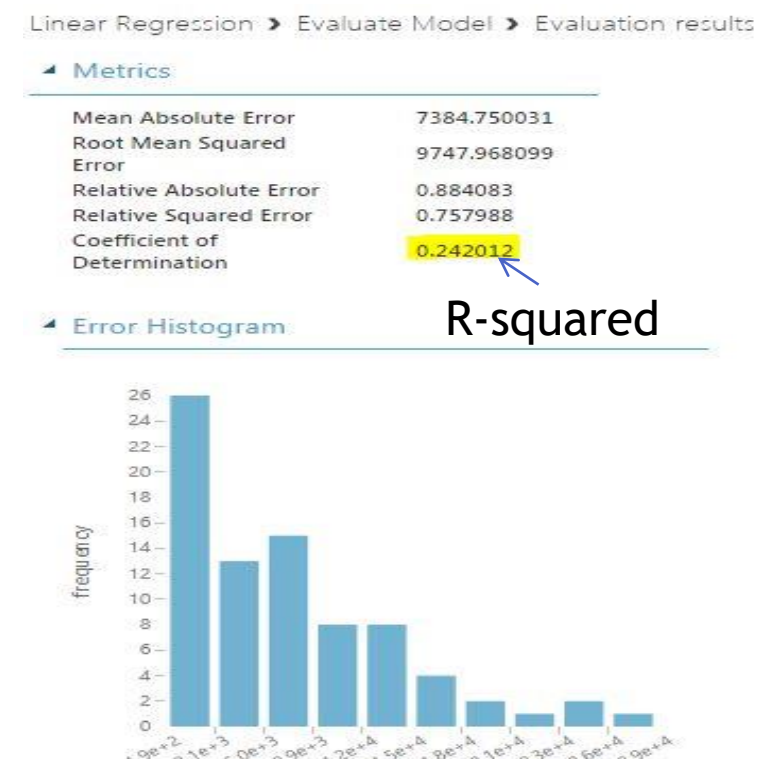 Linear Regression > Evaluate Model > Evaluation results
Metrics
Mean Absolute Error 7384.750031
Root Mean Squared Error 9747.968099
Relative Absolute Error 0.884083
Relative Squared Error 0.757988
Coefficient of Determination 0.242012
R-squared
Error Histogram
26
24
22
20
18
16
14
12
10
8
6
4
2
0
frequency